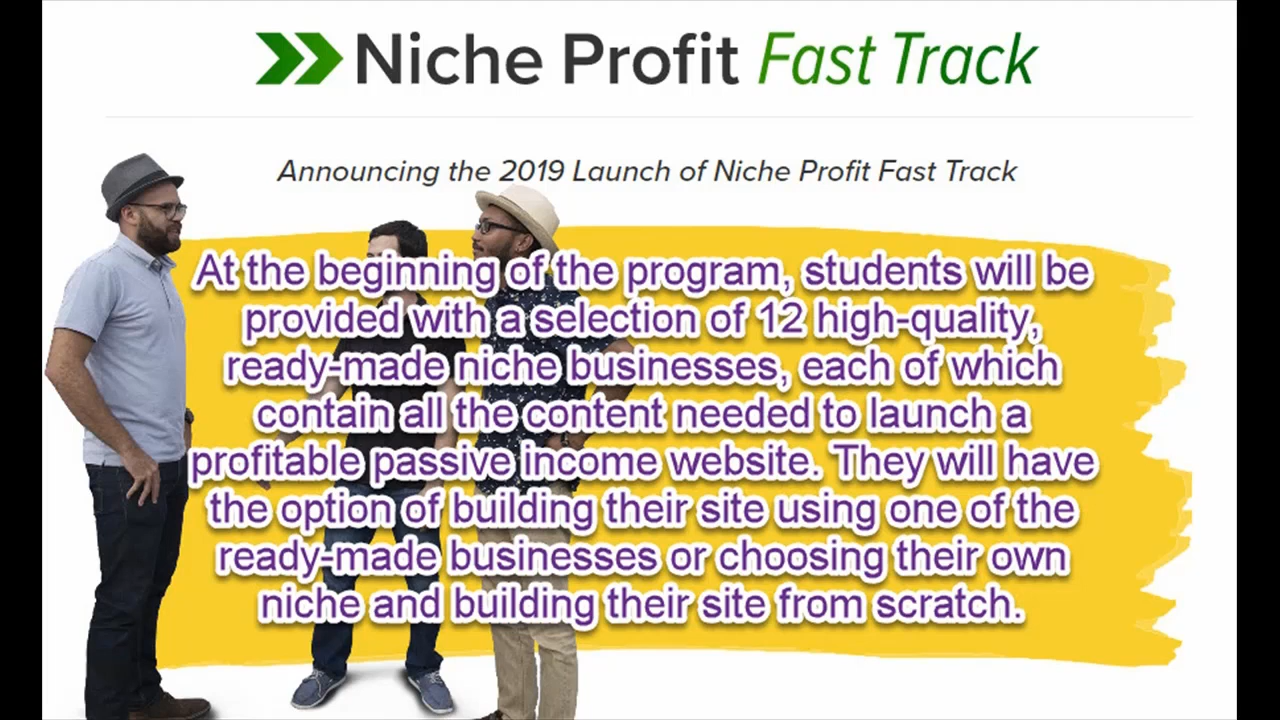 Niche Profit Fast Track
Announcing the 2019 Launch of Niche Profit Fast Track
At the beginning of the program, students will be
provided with a selection of 12 high-quality,
ready-made niche businesses, each of which
contain all the content needed to launch a
profitable passive income website. They will have
the option of building their site using one of the
ready-made businesses or choosing their own
niche and building their site from scratch.